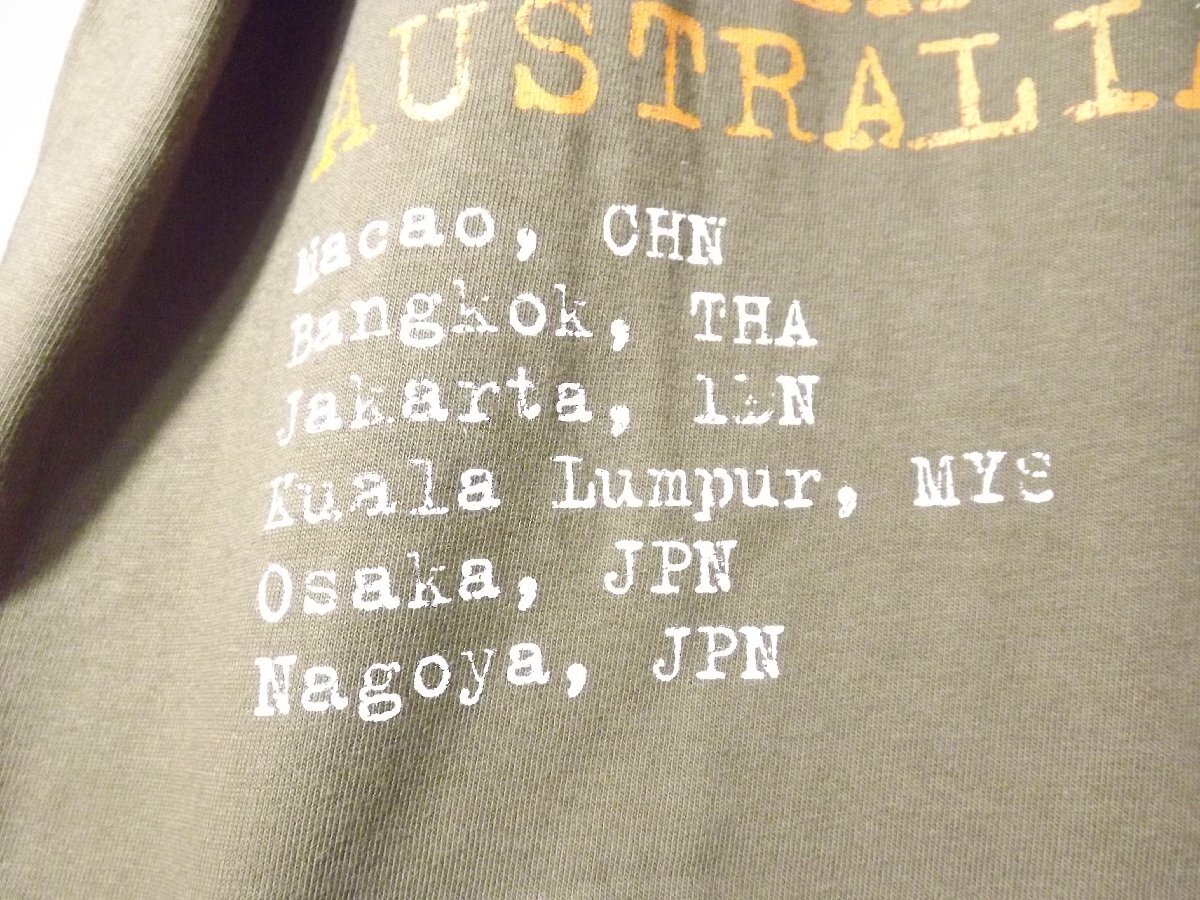 AUSTRALIA
Macao, CHN
Bangkok, THA
Jakarta, IDN
Kuala Lumpur, MYS
Osaka, JPN
Nagoya, JPN